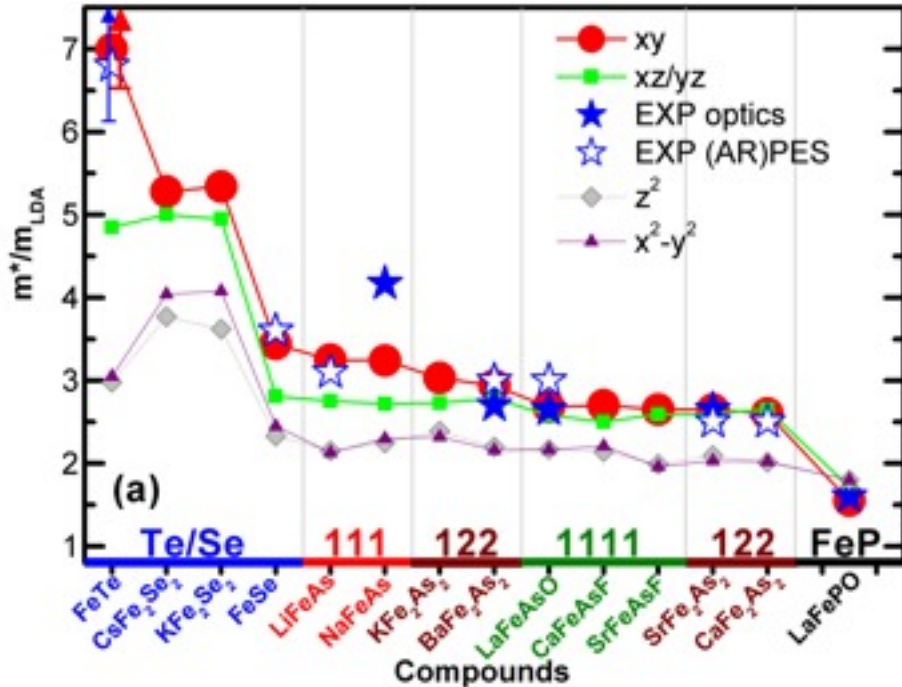 7
6
5
4
3
2
1
m*/m_LDA
xy
xz/yz
EXP optics
EXP (AR)PES
z²
x²-y²
(a)
Te/Se
111
122
1111
122
FeP
FeTe
CsFe₂Se₂
KFe₂Se₂
FeSe
LiFeAs
NaFeAs
KFe₂As₂
BaFe₂As₂
LaFeAsO
CaFeAsF
SrFeAsF
SrFe₂As₂
CaFe₂As₂
LaFePO
Compounds